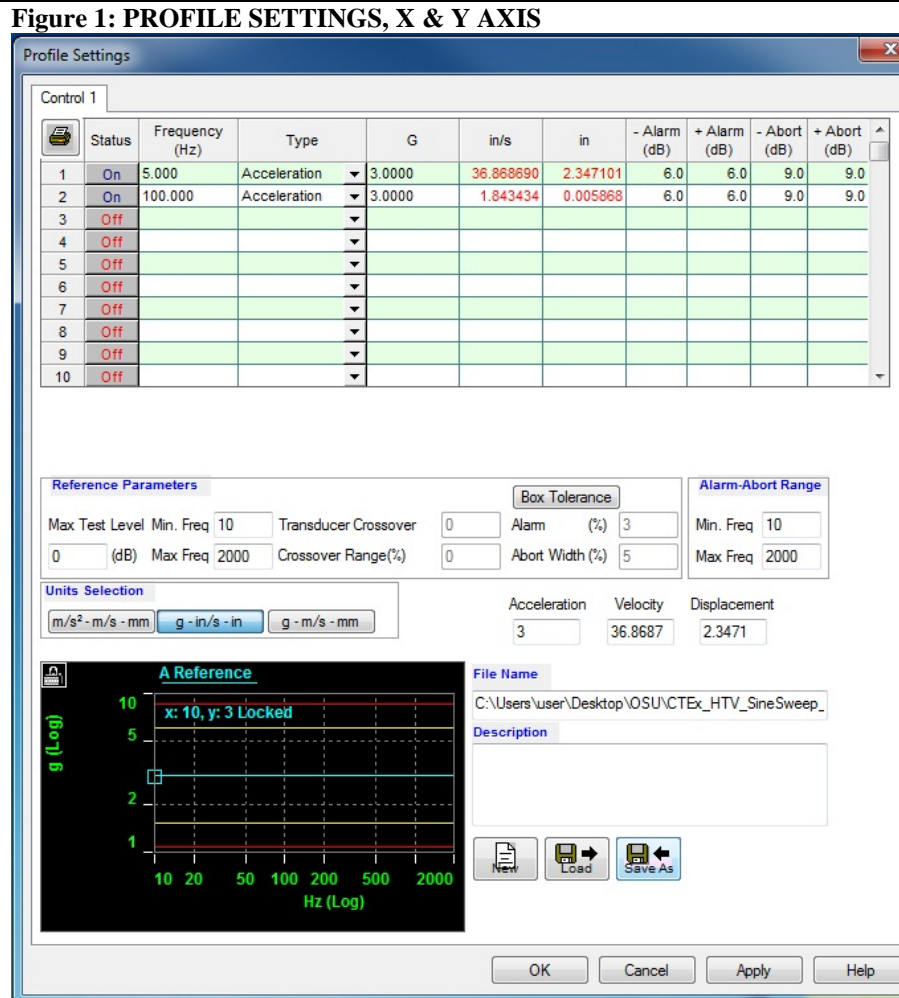 Figure 1: PROFILE SETTINGS, X & Y AXIS
Profile Settings
Control 1
Status Frequency (Hz) Type G in/s in - Alarm (dB) + Alarm (dB) - Abort (dB) + Abort (dB)
1 On 5.000 Acceleration 3.0000 36.868690 2.347101 6.0 6.0 9.0 9.0
2 On 100.000 Acceleration 3.0000 1.843434 0.005868 6.0 6.0 9.0 9.0
3 Off
4 Off
5 Off
6 Off
7 Off
8 Off
9 Off
10 Off
Reference Parameters
Box Tolerance
Alarm-Abort Range
Max Test Level Min. Freq 10 Transducer Crossover 0 Alarm (%) 3 Min. Freq 10
0 (dB) Max Freq 2000 Crossover Range(%) 0 Abort Width (%) 5 Max Freq 2000
Units Selection
m/s² - m/s - mm g - in/s - in g - m/s - mm
Acceleration Velocity Displacement
3 36.8687 2.3471
A Reference
x: 10, y: 3 Locked
g (Log)
10
5
2
1
10 20 50 100 200 500 2000
Hz (Log)
File Name
C:\Users\user\Desktop\OSU\CTEx_HTV_SineSweep_
Description
New Load Save As
OK Cancel Apply Help